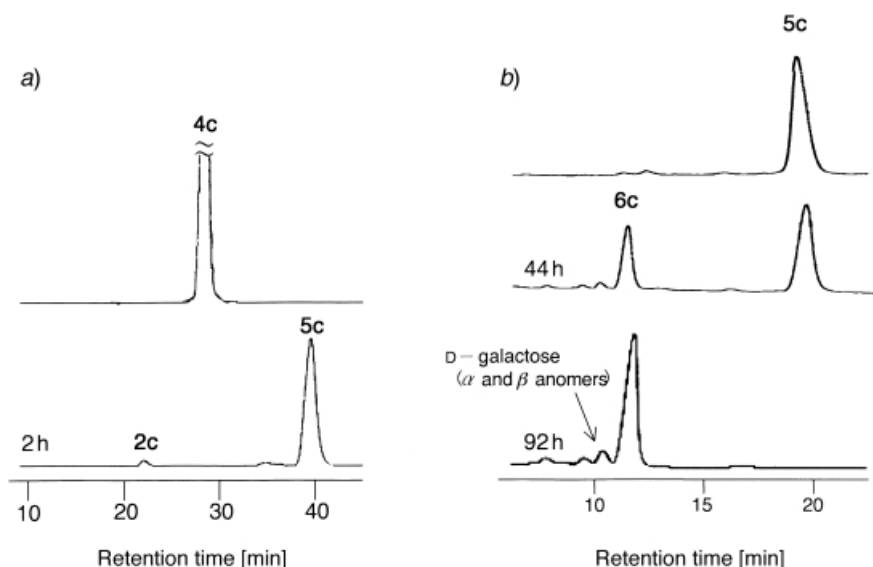 a)
4c
5c
2 h
2c
10
20
30
40
Retention time [min]
b)
5c
6c
44 h
D – galactose
(α and β anomers)
92 h
10
15
20
Retention time [min]